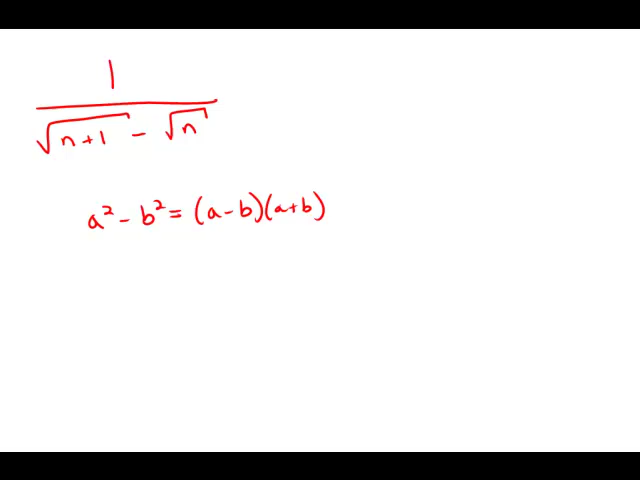 1
√n+1 - √n
a² - b² = (a-b)(a+b)